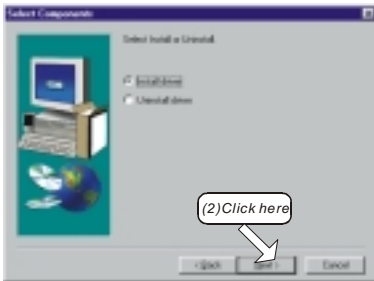 Select Components
Select Install or Uninstall.
Install driver
Uninstall driver
(2)Click here
< Back
Next >
Cancel